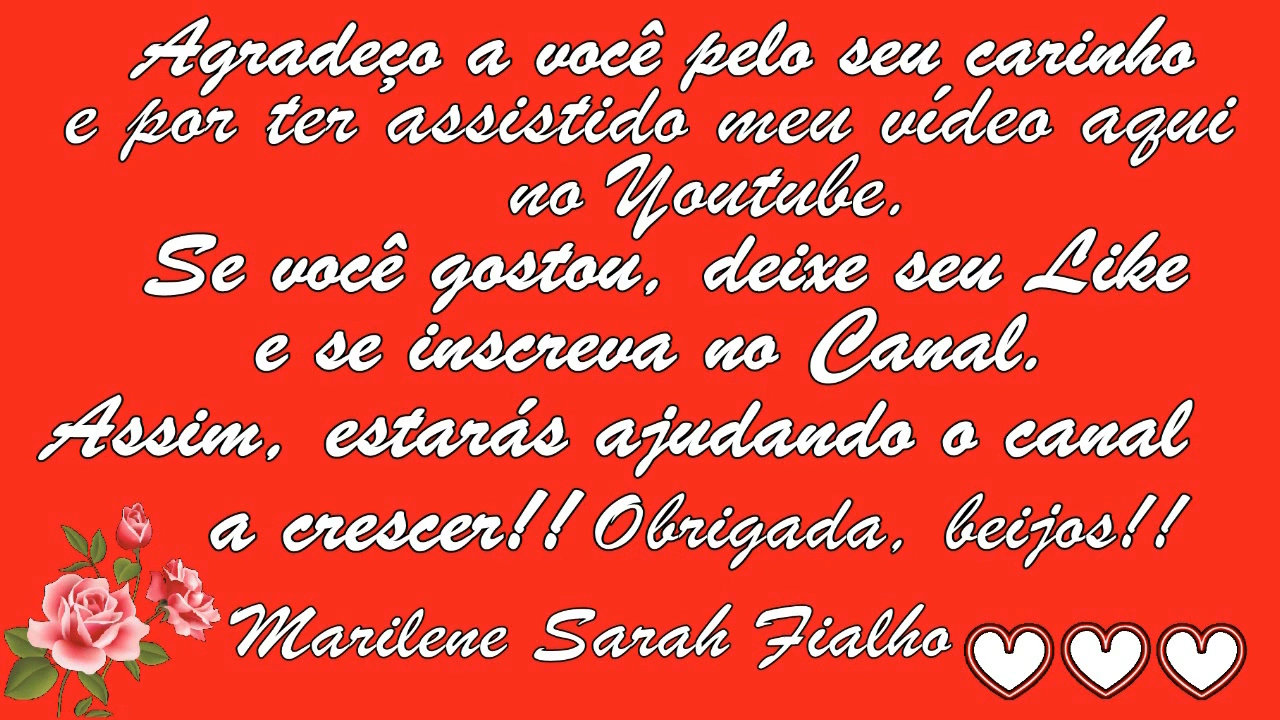 Agradeço a você pelo seu carinho
e por ter assistido meu vídeo aqui
no Youtube.
Se você gostou, deixe seu Like
e se inscreva no Canal.
Assim, estarás ajudando o canal
a crescer!! Obrigada, beijos!!
Marilene Sarah Fialho